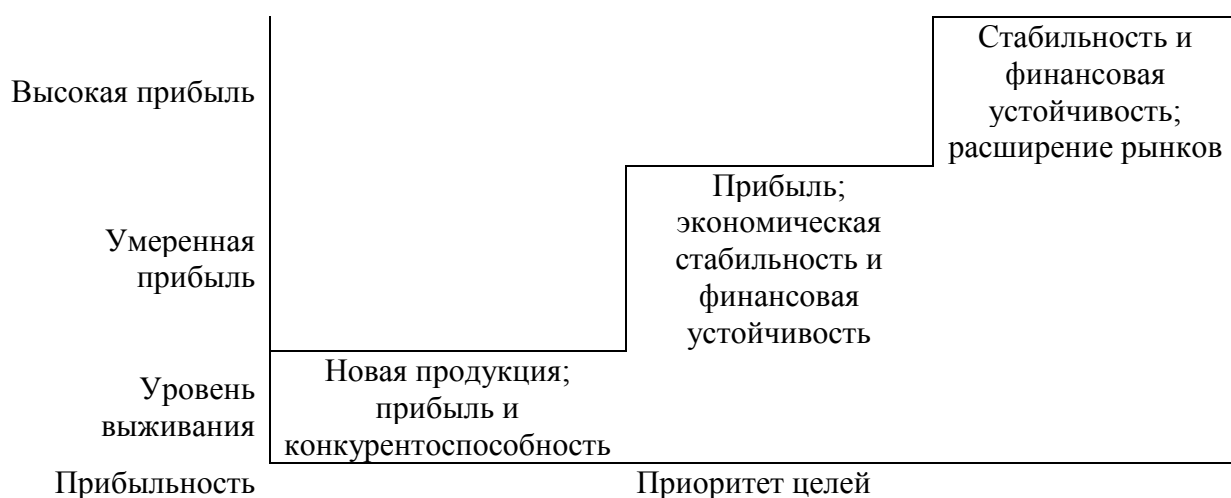 Высокая прибыль
Стабильность и
финансовая
устойчивость;
расширение рынков
Умеренная
прибыль
Прибыль;
экономическая
стабильность и
финансовая
устойчивость
Уровень
выживания
Новая продукция;
прибыль и
конкурентоспособность
Прибыльность
Приоритет целей